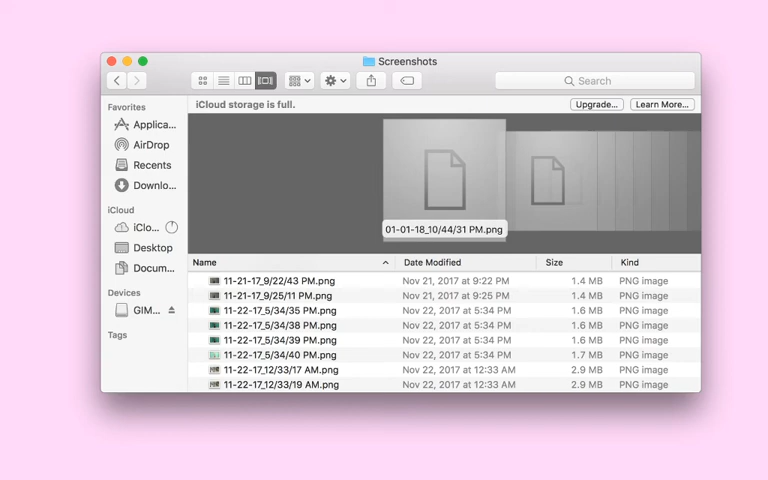 Screenshots
Search
Favorites
Applica...
AirDrop
Recents
Downlo...
iCloud
iClo...
Desktop
Docum...
Devices
GIM...
Tags
iCloud storage is full.
Upgrade...
Learn More...
01-01-18_10/44/31 PM.png
Name Date Modified Size Kind
11-21-17_9/22/43 PM.png Nov 21, 2017 at 9:22 PM 1.4 MB PNG image
11-21-17_9/25/11 PM.png Nov 21, 2017 at 9:25 PM 1.4 MB PNG image
11-22-17_5/34/35 PM.png Nov 22, 2017 at 5:34 PM 1.6 MB PNG image
11-22-17_5/34/38 PM.png Nov 22, 2017 at 5:34 PM 1.6 MB PNG image
11-22-17_5/34/39 PM.png Nov 22, 2017 at 5:34 PM 1.6 MB PNG image
11-22-17_5/34/40 PM.png Nov 22, 2017 at 5:34 PM 1.7 MB PNG image
11-22-17_12/33/17 AM.png Nov 22, 2017 at 12:33 AM 2.9 MB PNG image
11-22-17_12/33/19 AM.png Nov 22, 2017 at 12:33 AM 2.9 MB PNG image